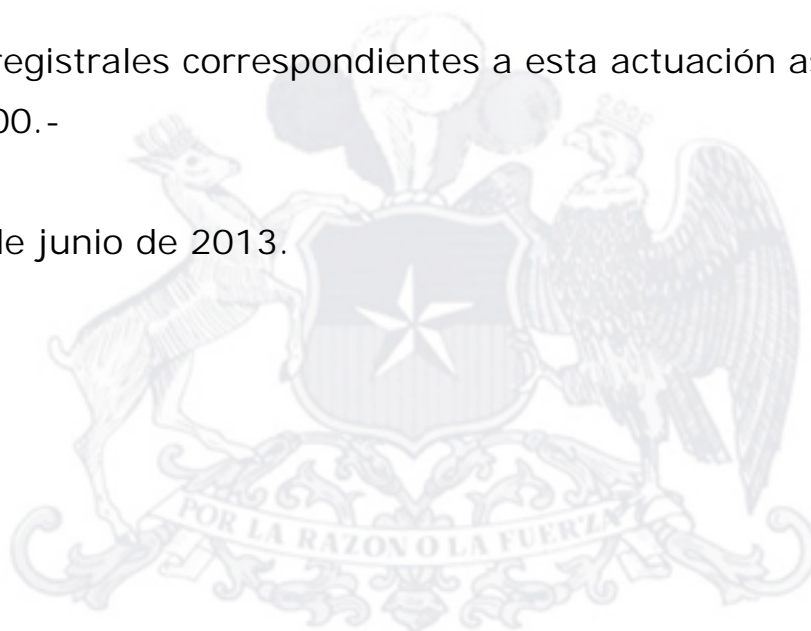 registrales correspondientes a esta actuación a
00.-
de junio de 2013.
POR LA RAZON O LA FUERZA